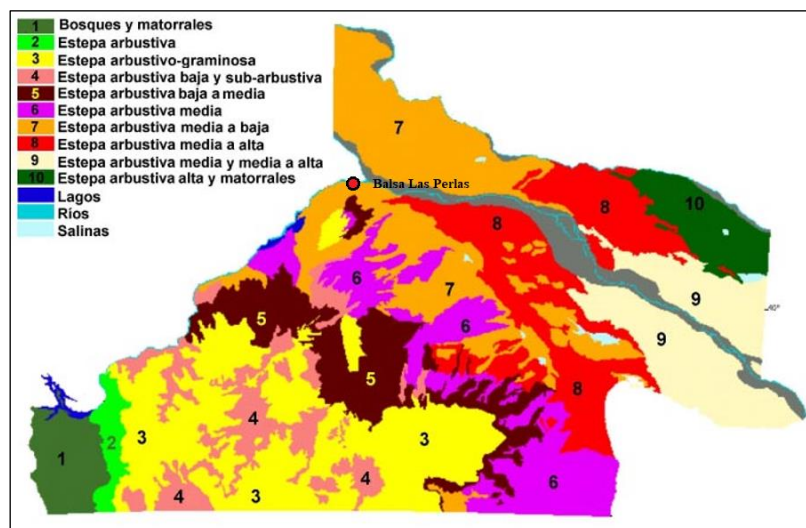 1 Bosques y matorrales
2 Estepa arbustiva
3 Estepa arbustivo-graminosa
4 Estepa arbustiva baja y sub-arbustiva
5 Estepa arbustiva baja a media
6 Estepa arbustiva media
7 Estepa arbustiva media a baja
8 Estepa arbustiva media a alta
9 Estepa arbustiva media y media a alta
10 Estepa arbustiva alta y matorrales
Lagos
Rios
Salinas
7
Balsa Las Perlas
8
10
8
6
7
9
5
6
9
5
8
4
2
3
3
1
4
3
4
6
-40°